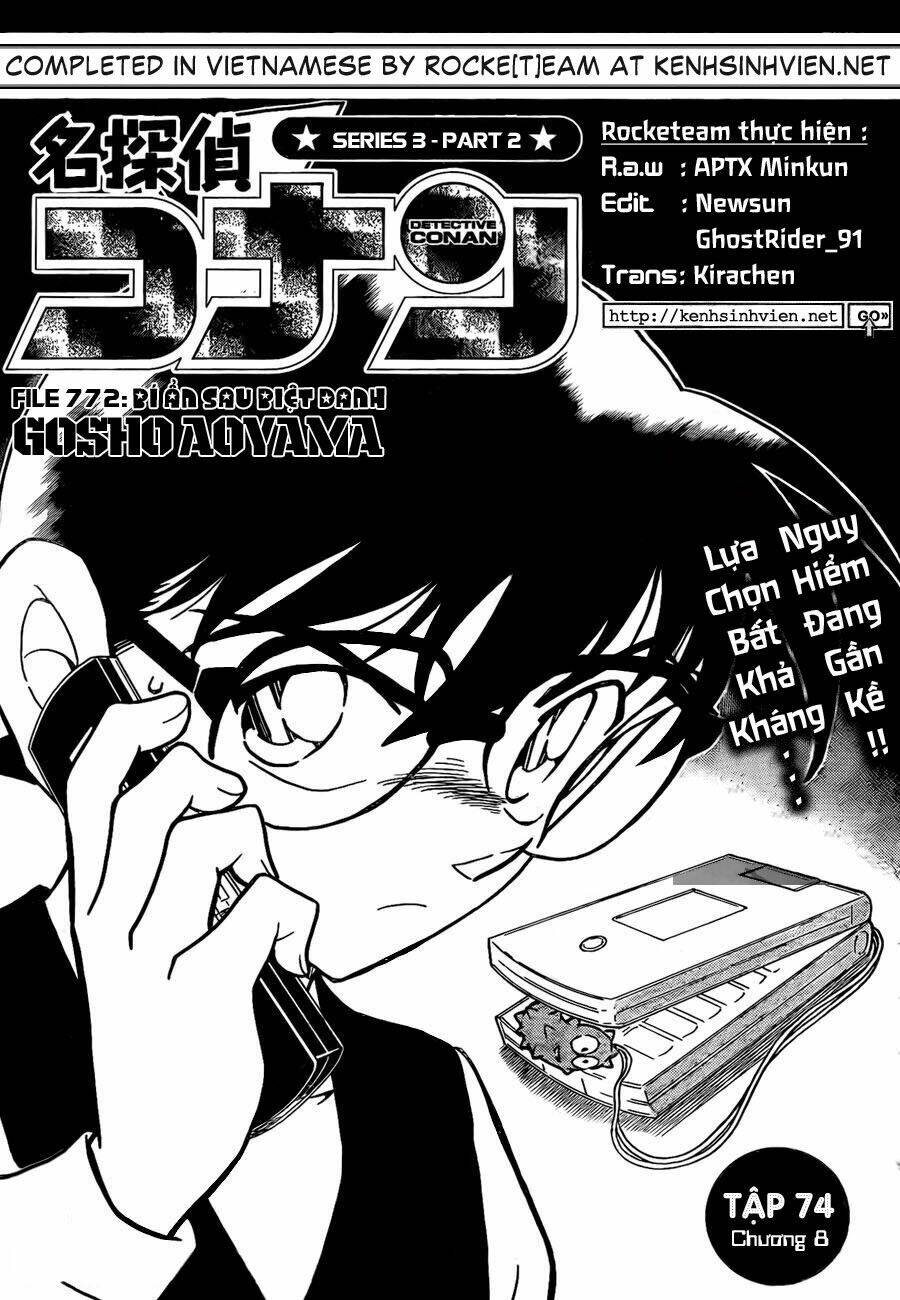 COMPLETED IN VIETNAMESE BY ROCKE[T]EAM AT KENHSINHVIEN.NET
名探偵
コナン
DETECTIVE
CONAN
★ SERIES 3 - PART 2 ★
Rocketeam thực hiện :
R.a.w : APTX Minkun
Edit : Newsun
GhostRider_91
Trans: Kirachen
http://kenhsinhvien.net GO»
FILE 772: BÍ ẨN SAU BIỆT DANH
GOSHO AOYAMA
Lựa
Chọn
Bất
Khả
Kháng
...
Nguy
Hiểm
Đang
Gần
Kề
!!
TẬP 74
Chương 8